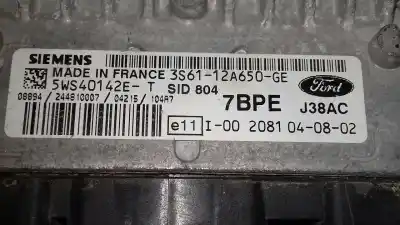 SIEMENS
MADE IN FRANCE 3S61-12A650-GE
5WS40142E- T SID 804
08894 / 244810007 / 04215 / 104A7
7BPE J38AC
Ford
e11 I-00 2081 04-08-02